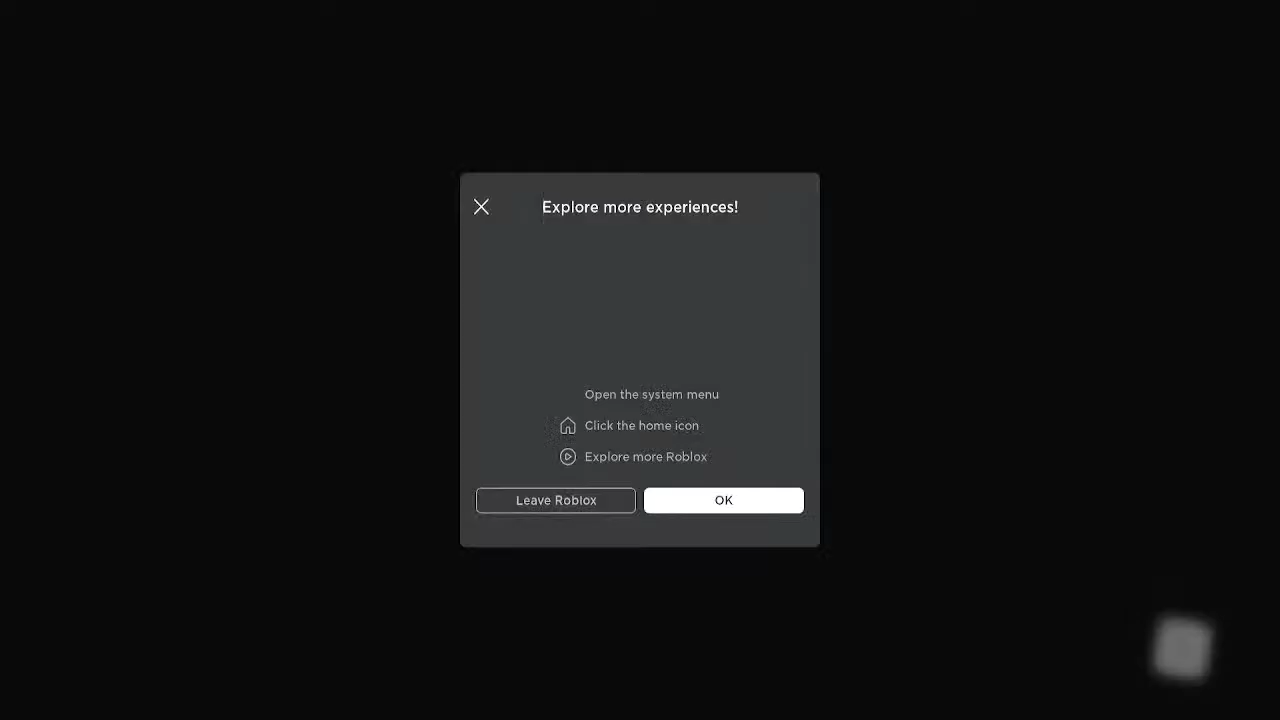 Explore more experiences!
Open the system menu
Click the home icon
Explore more Roblox
Leave Roblox
OK